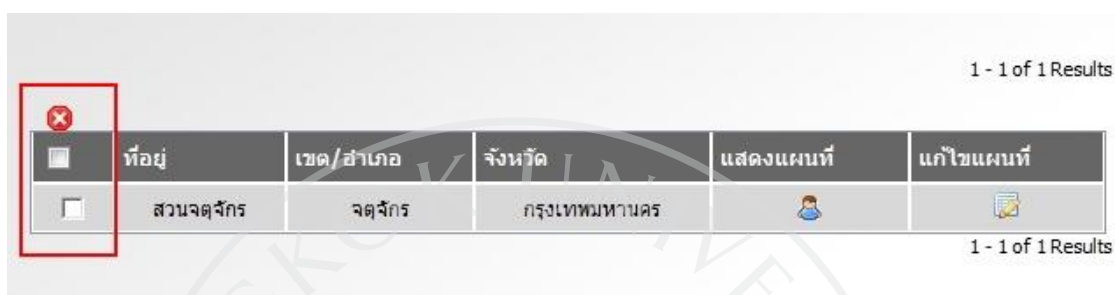 1 - 1 of 1 Results
ที่อยู่ เขต/อำเภอ จังหวัด แสดงแผนที่ แก้ไขแผนที่
สวนจตุจักร จตุจักร กรุงเทพมหานคร
1 - 1 of 1 Results